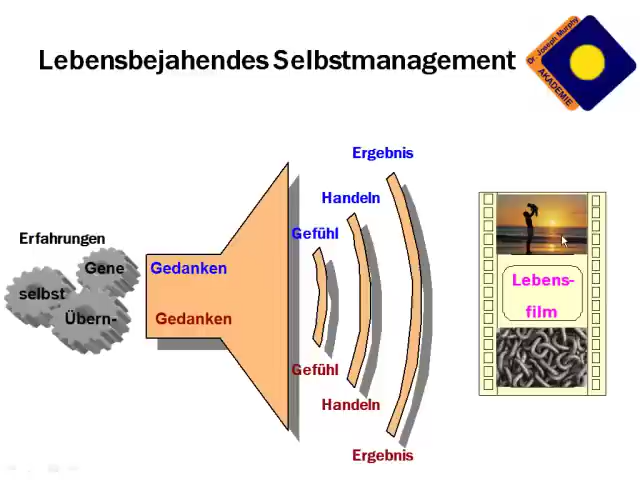 Lebensbejahendes Selbstmanagement
Dr. Joseph Murphy
AKADEMIE
Ergebnis
Handeln
Gefühl
Erfahrungen
Gene
selbst
Übern-
Gedanken
Gedanken
Lebens-
film
Gefühl
Handeln
Ergebnis